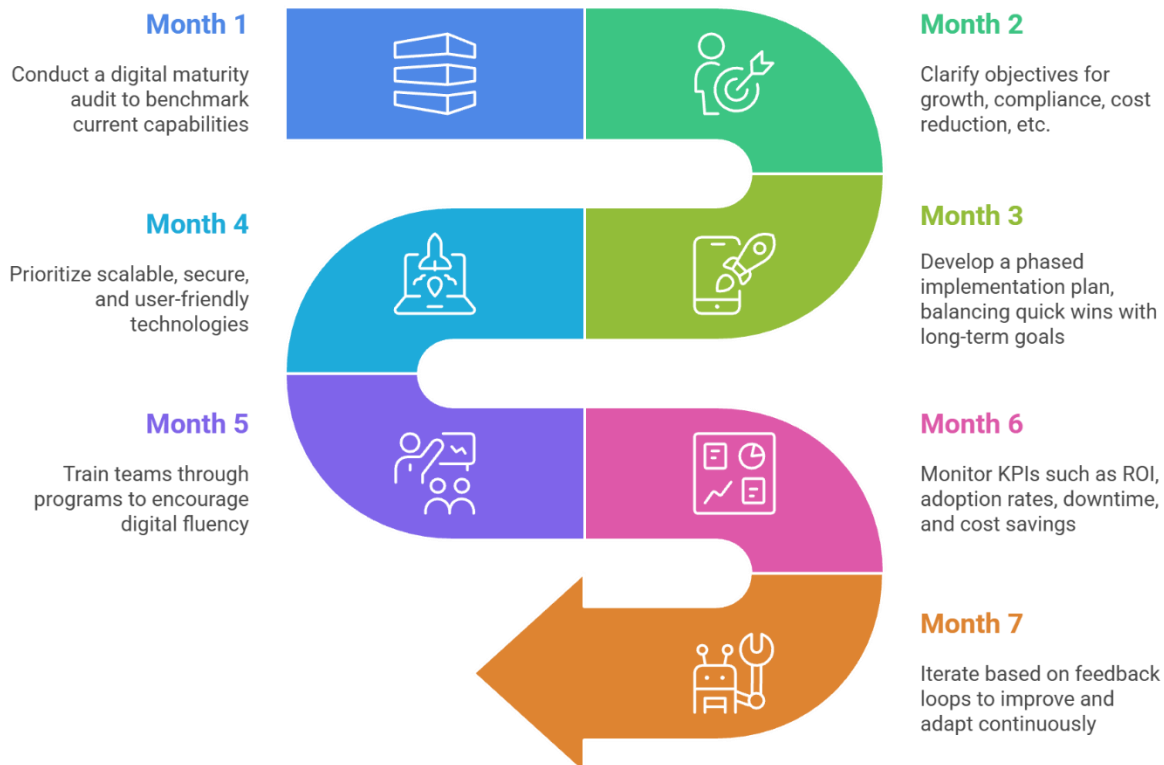 Month 1
Conduct a digital maturity
audit to benchmark
current capabilities
Month 2
Clarify objectives for
growth, compliance, cost
reduction, etc.
Month 3
Develop a phased
implementation plan,
balancing quick wins with
long-term goals
Month 4
Prioritize scalable, secure,
and user-friendly
technologies
Month 5
Train teams through
programs to encourage
digital fluency
Month 6
Monitor KPIs such as ROI,
adoption rates, downtime,
and cost savings
Month 7
Iterate based on feedback
loops to improve and
adapt continuously